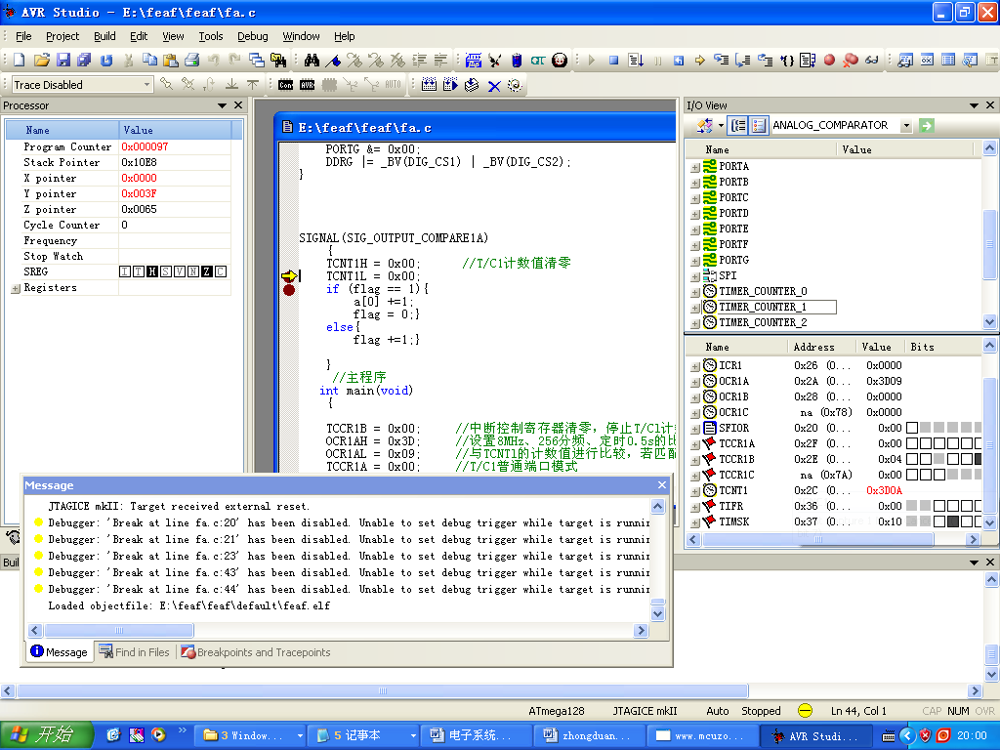 AVR Studio - E:\feaf\feaf\fa.c
File Project Build Edit View Tools Debug Window Help
Trace Disabled
Con AVR AUTO
Processor
Name Value
Program Counter 0x000097
Stack Pointer 0x10E8
X pointer 0x0000
Y pointer 0x003F
Z pointer 0x0065
Cycle Counter 0
Frequency
Stop Watch
SREG I T H S V N Z C
Registers
E:\feaf\feaf\fa.c
PORTG &= 0x00;
DDRG |= _BV(DIG_CS1) | _BV(DIG_CS2);
}
SIGNAL(SIG_OUTPUT_COMPARE1A)
{
TCNT1H = 0x00; //T/C1计数值清零
TCNT1L = 0x00;
if (flag == 1){
a[0] +=1;
flag = 0;}
else{
flag +=1;}
}
//主程序
int main(void)
{
TCCR1B = 0x00; //中断控制寄存器清零，停止T/C1计
OCR1AH = 0x3D; //设置8MHz、256分频、定时0.5s的比
OCR1AL = 0x09; //与TCNT1的计数值进行比较，若匹配
TCCR1A = 0x00; //T/C1普通端口模式
I/O View
ANALOG_COMPARATOR
Name Value
PORTA
PORTB
PORTC
PORTD
PORTE
PORTF
PORTG
SPI
TIMER_COUNTER_0
TIMER_COUNTER_1
TIMER_COUNTER_2
Name Address Value Bits
ICR1 0x26 (0... 0x0000
OCR1A 0x2A (0... 0x3D09
OCR1B 0x28 (0... 0x0000
OCR1C na (0x78) 0x0000
SFIOR 0x20 (0... 0x00
TCCR1A 0x2F (0... 0x00
TCCR1B 0x2E (0... 0x04
TCCR1C na (0x7A) 0x00
TCNT1 0x2C (0... 0x3D0A
TIFR 0x36 (0... 0x00
TIMSK 0x37 (0... 0x10
Buil
Message
JTAGICE mkII: Target received external reset.
Debugger: 'Break at line fa.c:20' has been disabled. Unable to set debug trigger while target is runnin
Debugger: 'Break at line fa.c:21' has been disabled. Unable to set debug trigger while target is runnin
Debugger: 'Break at line fa.c:23' has been disabled. Unable to set debug trigger while target is runnin
Debugger: 'Break at line fa.c:43' has been disabled. Unable to set debug trigger while target is runnin
Debugger: 'Break at line fa.c:44' has been disabled. Unable to set debug trigger while target is runnin
Loaded objectfile: E:\feaf\feaf\default\feaf.elf
Message Find in Files Breakpoints and Tracepoints
ATmega128 JTAGICE mkII Auto Stopped Ln 44, Col 1 CAP NUM OVR
开始 3 Window... 5 记事本 电子系统... zhongduan... www.mcuzo... AVR Studi... 20:00